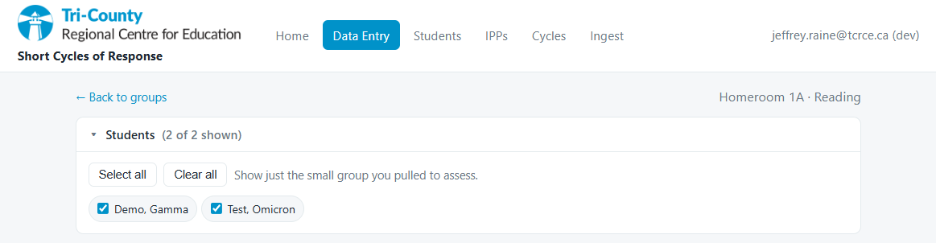 Tri-County
Regional Centre for Education
Short Cycles of Response
Home Data Entry Students IPPs Cycles Ingest
jeffrey.raine@tcrce.ca (dev)
← Back to groups
Homeroom 1A · Reading
Students (2 of 2 shown)
Select all Clear all Show just the small group you pulled to assess.
Demo, Gamma Test, Omicron